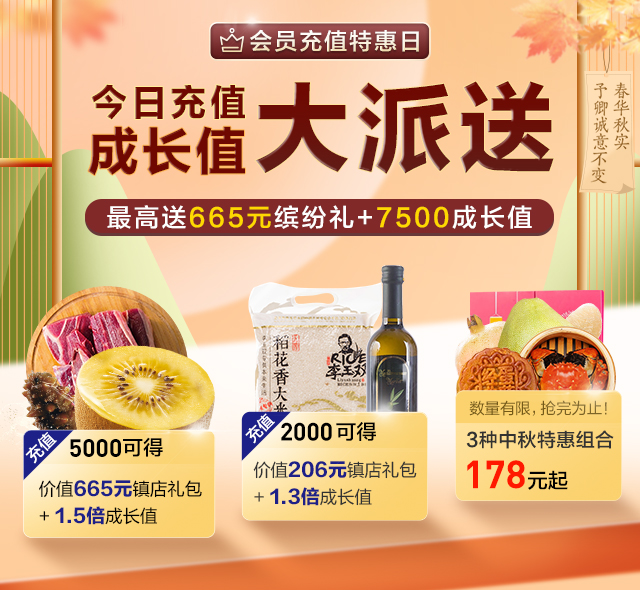 会员充值特惠日
今日充值
成长值
大派送
春华秋实
予卿诚意不变
最高送665元缤纷礼+7500成长值
稻花香大米
充值
5000可得
价值665元镇店礼包
+ 1.5倍成长值
充值
2000可得
价值206元镇店礼包
+ 1.3倍成长值
数量有限，抢完为止！
3种中秋特惠组合
178元起